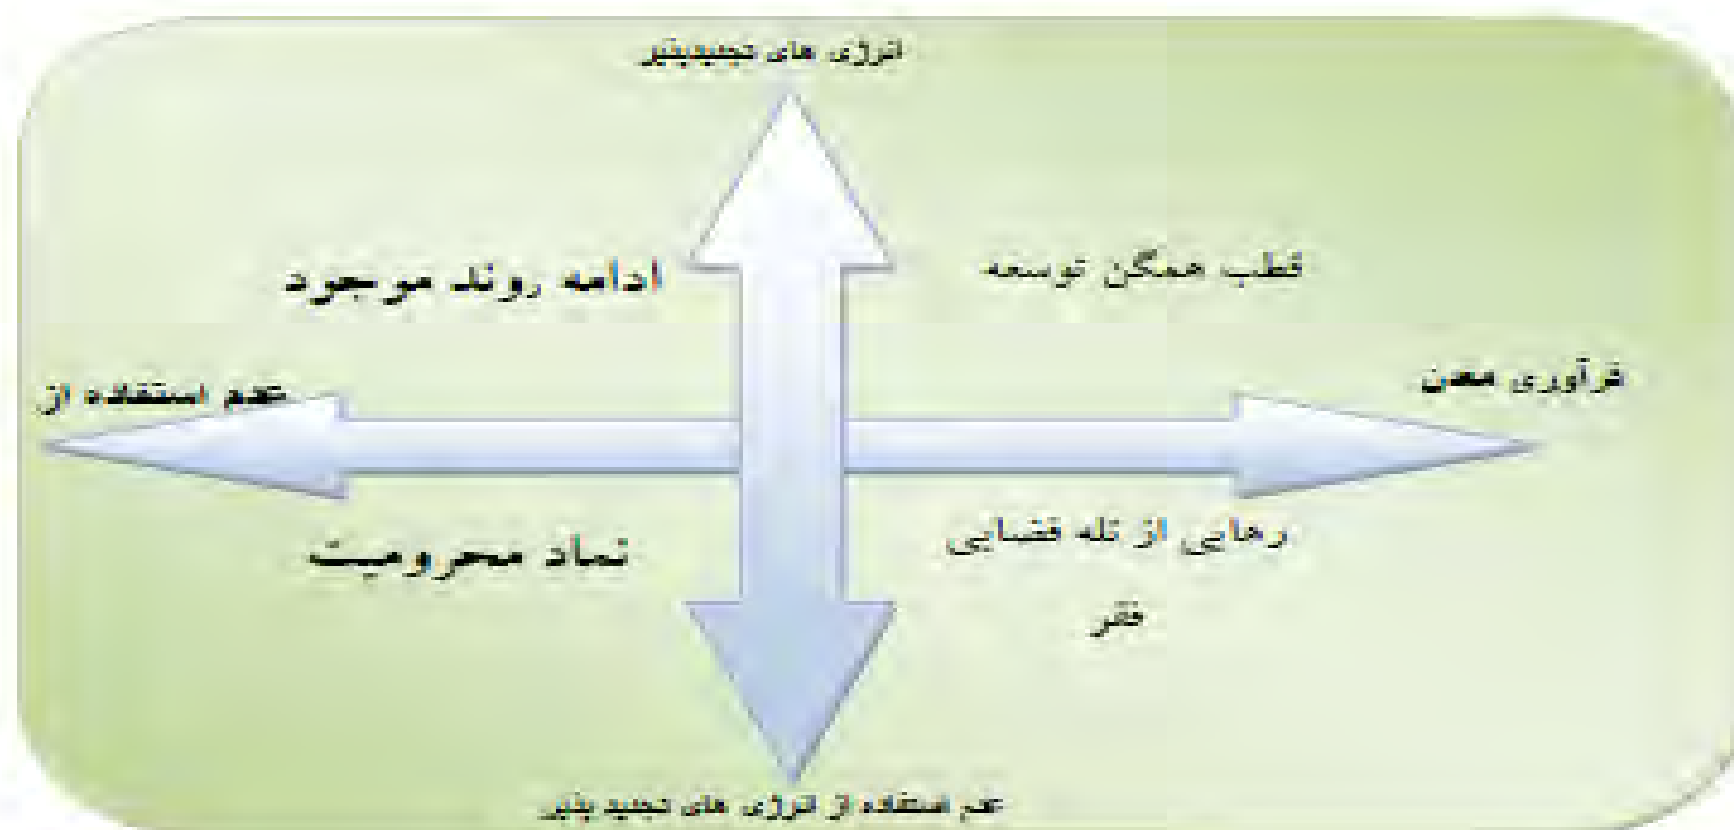 انرژی های تجدیدپذیر
قطب همگن توسعه
ادامه روند موجود
فرآوری معدن
عدم استفاده از
رهایی از تله فضایی
فقر
نماد محرومیت
عدم استفاده از انرژی های تجدید پذیر